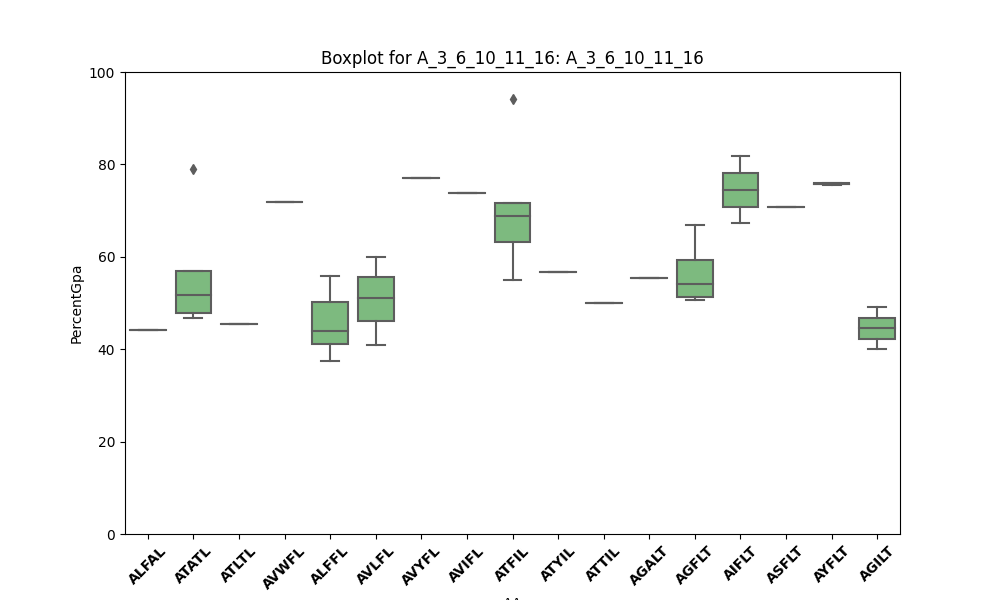 Boxplot for A_3_6_10_11_16: A_3_6_10_11_16
100
80
60
40
20
0
PercentGpa
ALFAL
ATATL
ATLTL
AVWFL
ALFFL
AVLFL
AVYFL
AVIFL
ATFIL
ATYIL
ATTIL
AGALT
AGFLT
AIFLT
ASFLT
AYFLT
AGILT